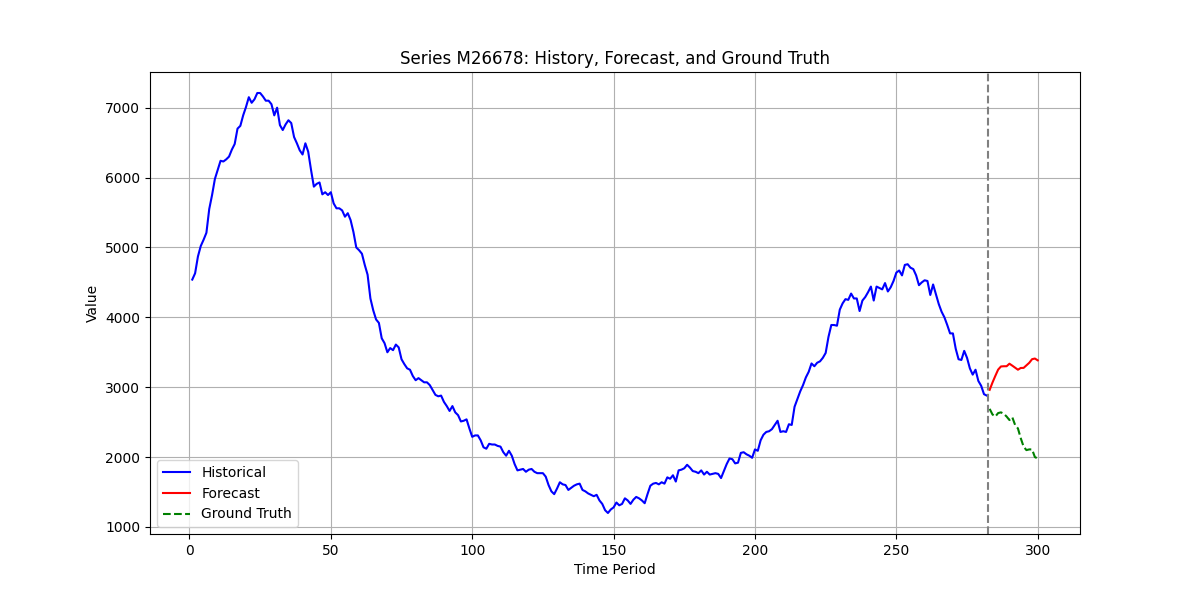 Series M26678: History, Forecast, and Ground Truth
Value
7000
6000
5000
4000
3000
2000
1000
Historical
Forecast
Ground Truth
0 50 100 150 200 250 300
Time Period